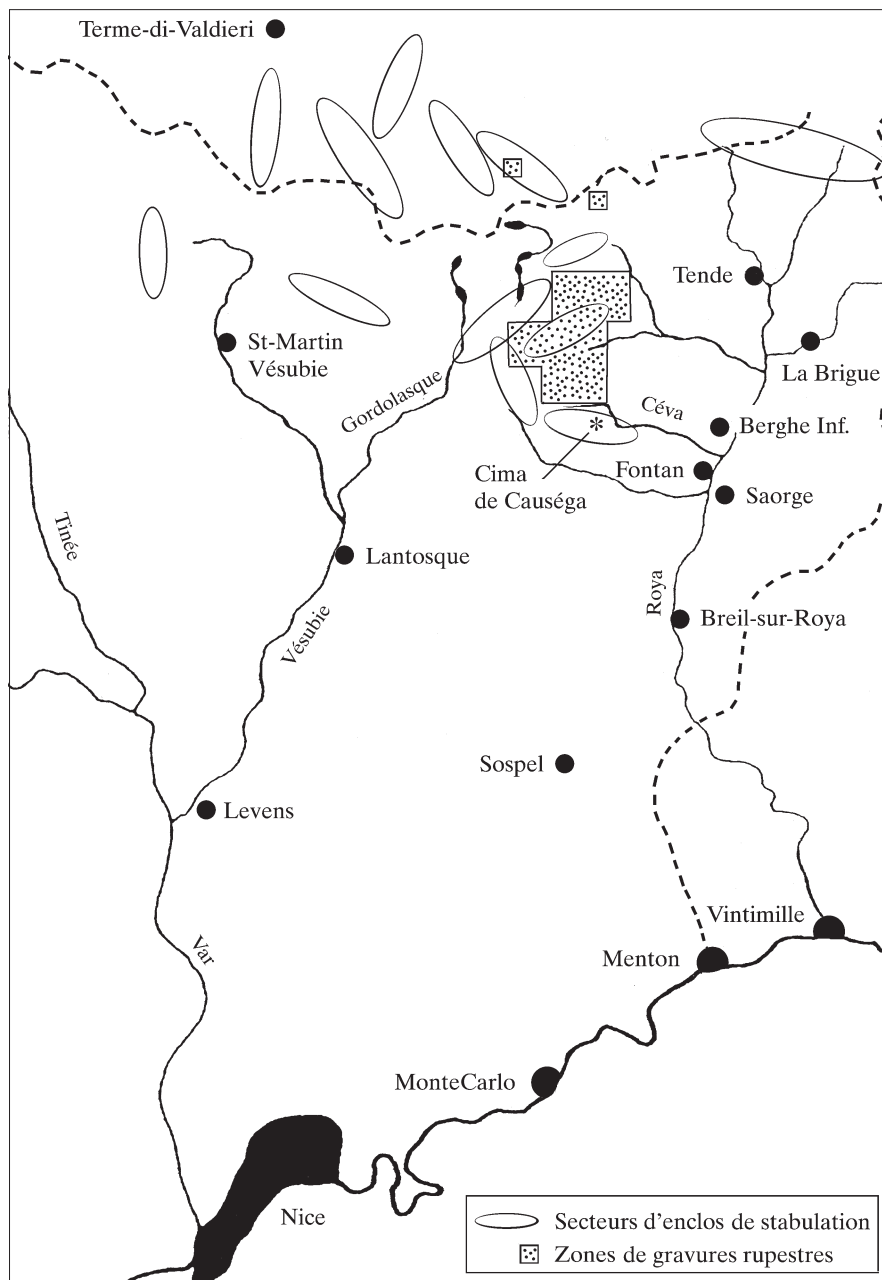 Terme-di-Valdieri
Tende
St-Martin
Vésubie
La Brigue
Gordolasque
Céva
Berghe Inf.
Cima
de Causéga
Fontan
Saorge
Tinée
Lantosque
Roya
Breil-sur-Roya
Vésubie
Sospel
Levens
Vintimille
Var
Menton
MonteCarlo
Nice
Secteurs d'enclos de stabulation
Zones de gravures rupestres